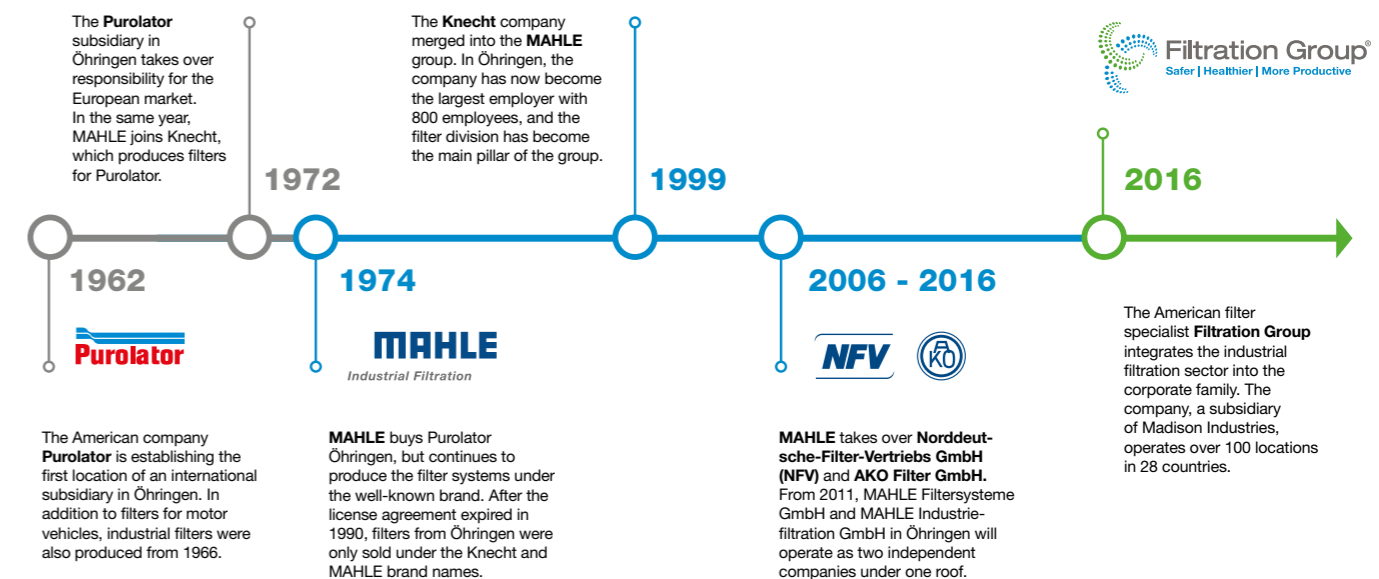 The Purolator
subsidiary in
Öhringen takes over
responsibility for the
European market.
In the same year,
MAHLE joins Knecht,
which produces filters
for Purolator.
1972
The Knecht company
merged into the MAHLE
group. In Öhringen, the
company has now become
the largest employer with
800 employees, and the
filter division has become
the main pillar of the group.
1999
Filtration Group®
Safer | Healthier | More Productive
2016
1962
Purolator
The American company
Purolator is establishing the
first location of an international
subsidiary in Öhringen. In
addition to filters for motor
vehicles, industrial filters were
also produced from 1966.
1974
MAHLE
Industrial Filtration
MAHLE buys Purolator
Öhringen, but continues to
produce the filter systems under
the well-known brand. After the
license agreement expired in
1990, filters from Öhringen were
only sold under the Knecht and
MAHLE brand names.
2006 - 2016
NFV
AKO
MAHLE takes over Norddeut-
sche-Filter-Vertriebs GmbH
(NFV) and AKO Filter GmbH.
From 2011, MAHLE Filtersysteme
GmbH and MAHLE Industrie-
filtration GmbH in Öhringen will
operate as two independent
companies under one roof.
The American filter
specialist Filtration Group
integrates the industrial
filtration sector into the
corporate family. The
company, a subsidiary
of Madison Industries,
operates over 100 locations
in 28 countries.